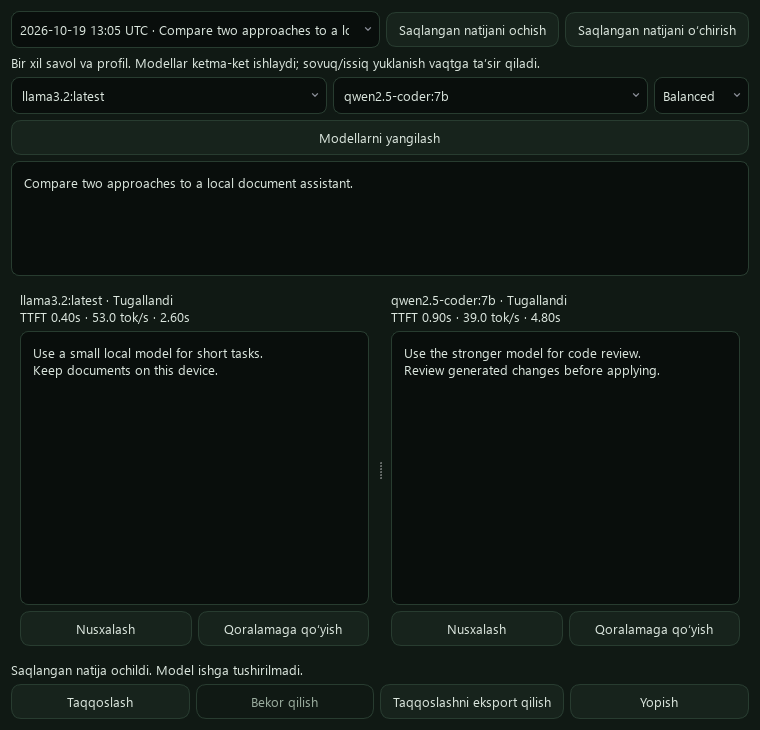 2026-10-19 13:05 UTC · Compare two approaches to a lo
Saqlangan natijani ochish
Saqlangan natijani o‘chirish
Bir xil savol va profil. Modellar ketma-ket ishlaydi; sovuq/issiq yuklanish vaqtga ta’sir qiladi.
llama3.2:latest
qwen2.5-coder:7b
Balanced
Modellarni yangilash
Compare two approaches to a local document assistant.
llama3.2:latest · Tugallandi
TTFT 0.40s · 53.0 tok/s · 2.60s
Use a small local model for short tasks.
Keep documents on this device.
Nusxalash
Qoralamaga qo‘yish
qwen2.5-coder:7b · Tugallandi
TTFT 0.90s · 39.0 tok/s · 4.80s
Use the stronger model for code review.
Review generated changes before applying.
Nusxalash
Qoralamaga qo‘yish
Saqlangan natija ochildi. Model ishga tushirilmadi.
Taqqoslash
Bekor qilish
Taqqoslashni eksport qilish
Yopish